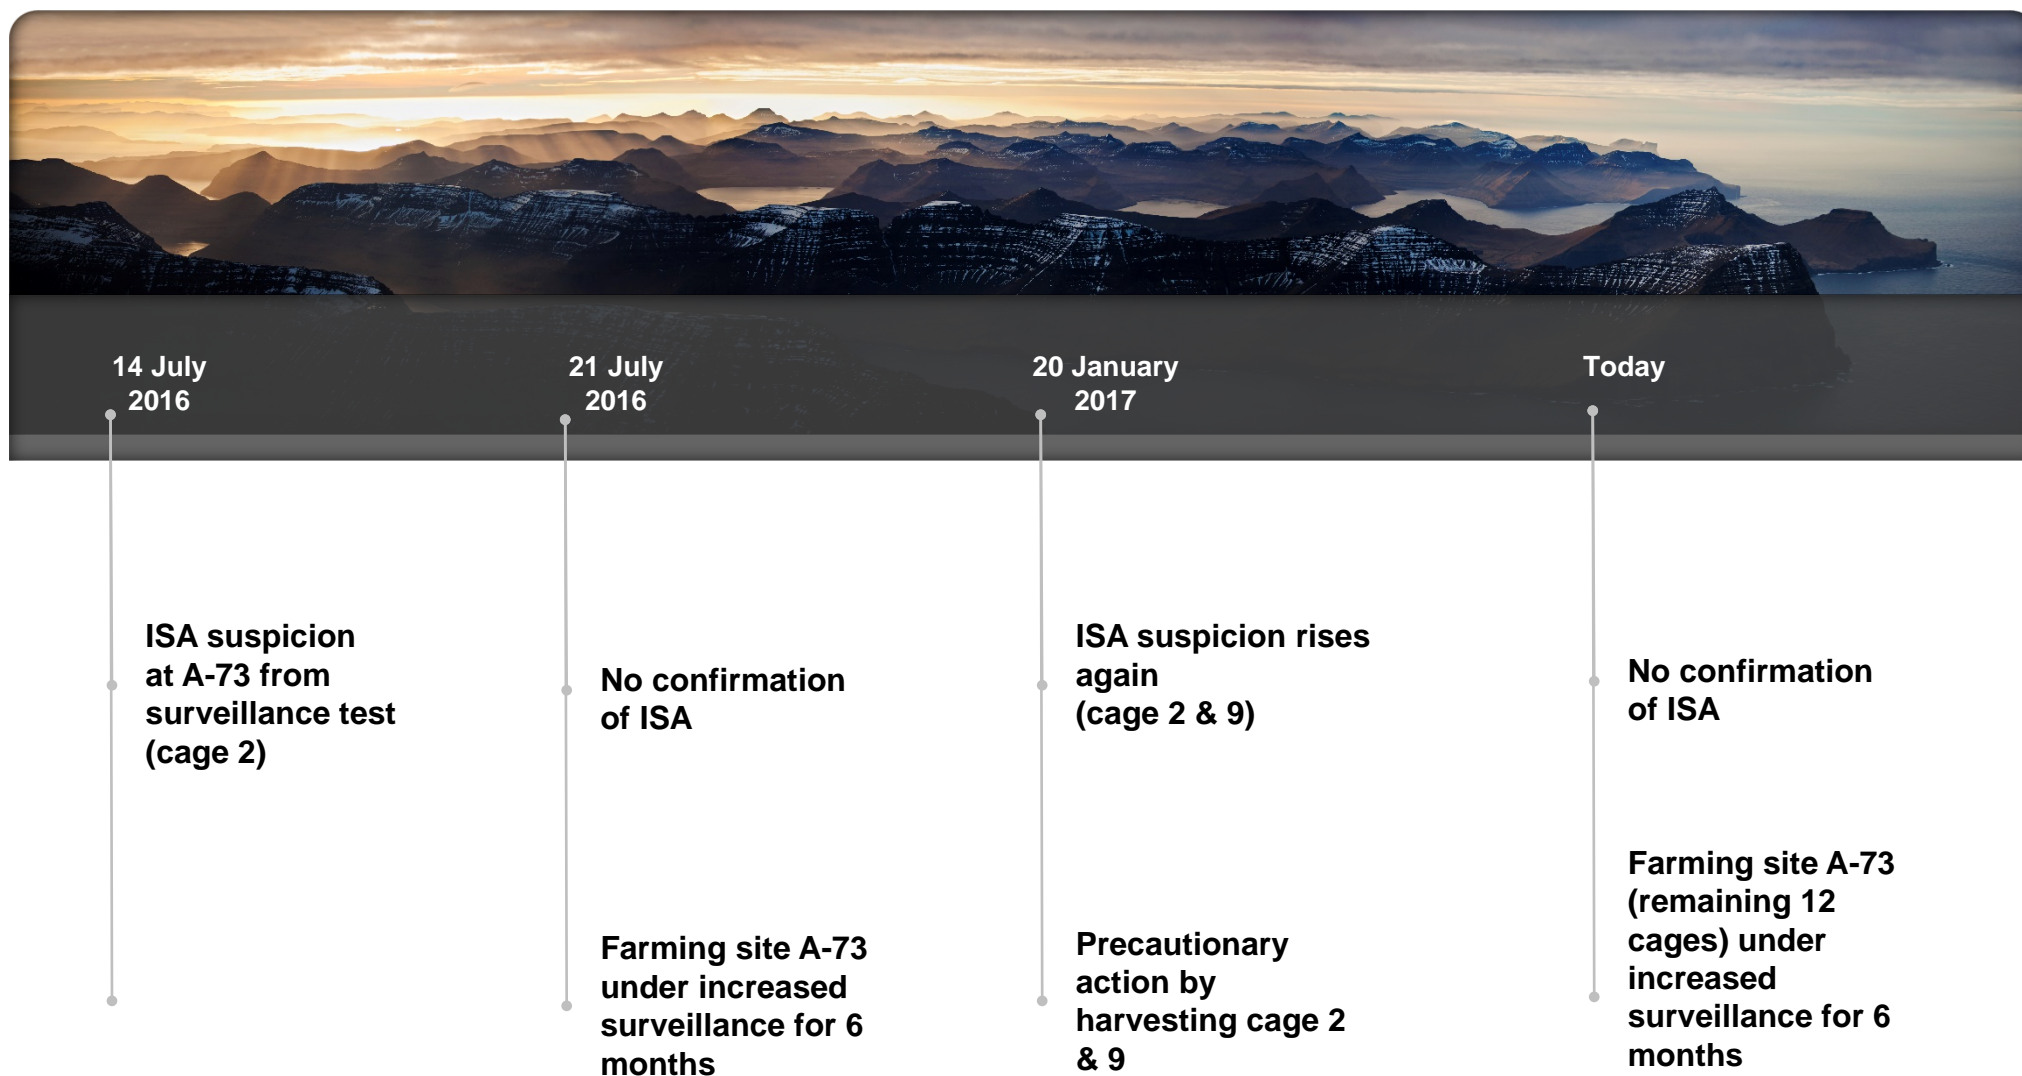 14 July
2016
21 July
2016
20 January
2017
Today
ISA suspicion
at A-73 from
surveillance test
(cage 2)
No confirmation
of ISA
Farming site A-73
under increased
surveillance for 6
months
ISA suspicion rises
again
(cage 2 & 9)
Precautionary
action by
harvesting cage 2
& 9
No confirmation
of ISA
Farming site A-73
(remaining 12
cages) under
increased
surveillance for 6
months